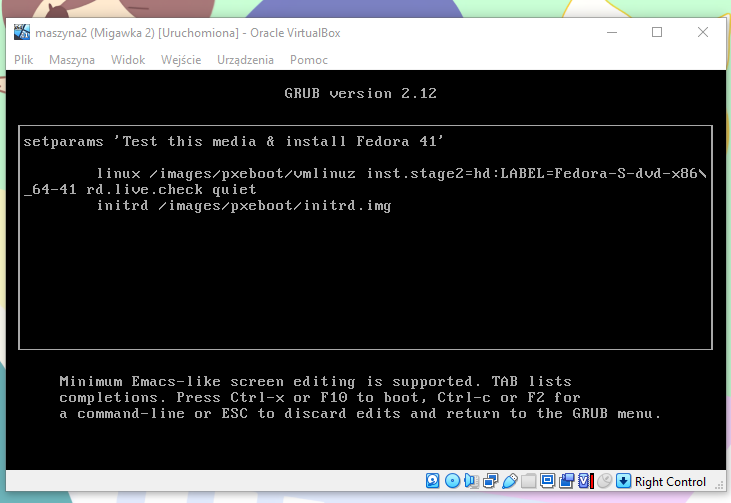 maszyna2 (Migawka 2) [Uruchomiona] - Oracle VirtualBox
Plik Maszyna Widok Wejście Urządzenia Pomoc
GRUB version 2.12
setparams 'Test this media & install Fedora 41'
linux /images/pxeboot/vmlinuz inst.stage2=hd:LABEL=Fedora-S-dvd-x86\
_64-41 rd.live.check quiet
initrd /images/pxeboot/initrd.img
Minimum Emacs-like screen editing is supported. TAB lists
completions. Press Ctrl-x or F10 to boot, Ctrl-c or F2 for
a command-line or ESC to discard edits and return to the GRUB menu.
Right Control